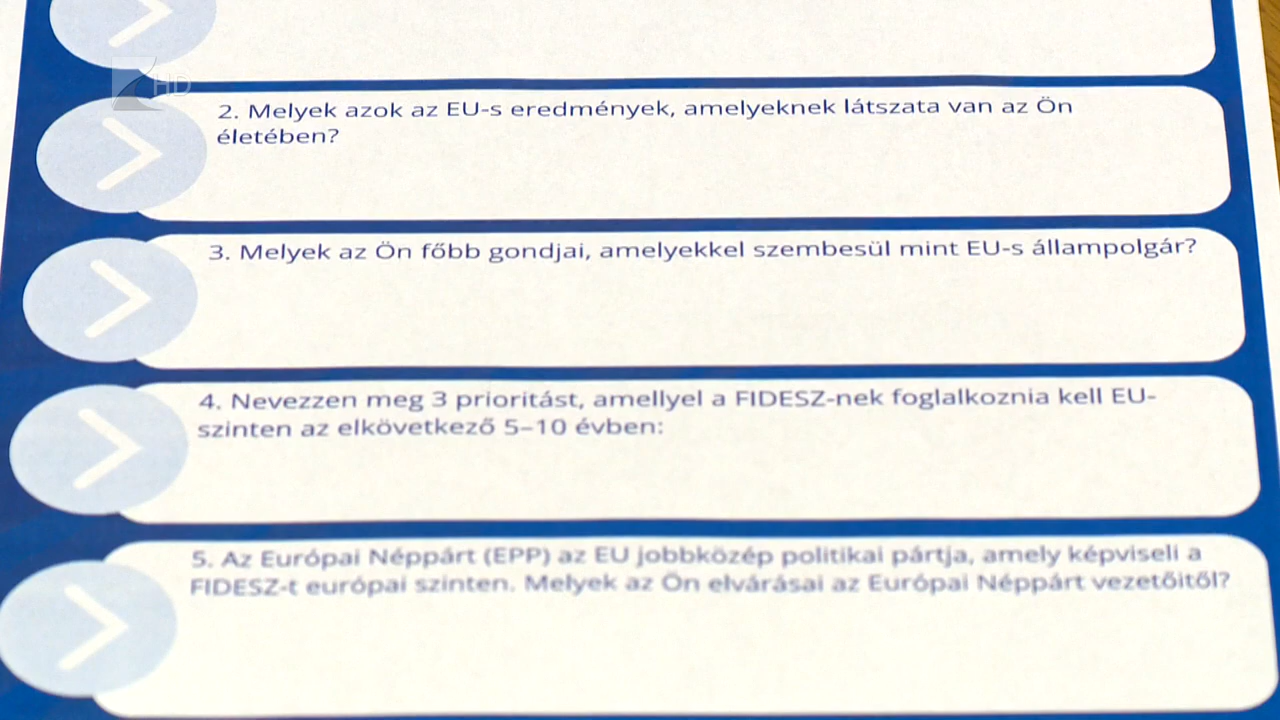 HD
2. Melyek azok az EU-s eredmények, amelyeknek látszata van az Ön
életében?
3. Melyek az Ön főbb gondjai, amelyekkel szembesül mint EU-s állampolgár?
4. Nevezzen meg 3 prioritást, amellyel a FIDESZ-nek foglalkoznia kell EU-
szinten az elkövetkező 5–10 évben:
5. Az Európai Néppárt (EPP) az EU jobbközép politikai pártja, amely képviseli a
FIDESZ-t európai szinten. Melyek az Ön elvárásai az Európai Néppárt vezetőitől?